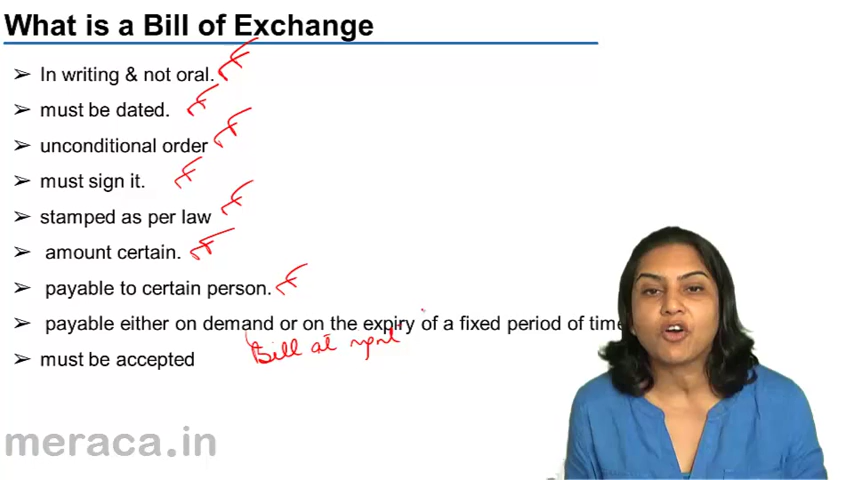 What is a Bill of Exchange
➢ In writing & not oral.
➢ must be dated.
➢ unconditional order
➢ must sign it.
➢ stamped as per law
➢ amount certain.
➢ payable to certain person.
➢ payable either on demand or on the expiry of a fixed period of time
Bill at
➢ must be accepted
meraca.in